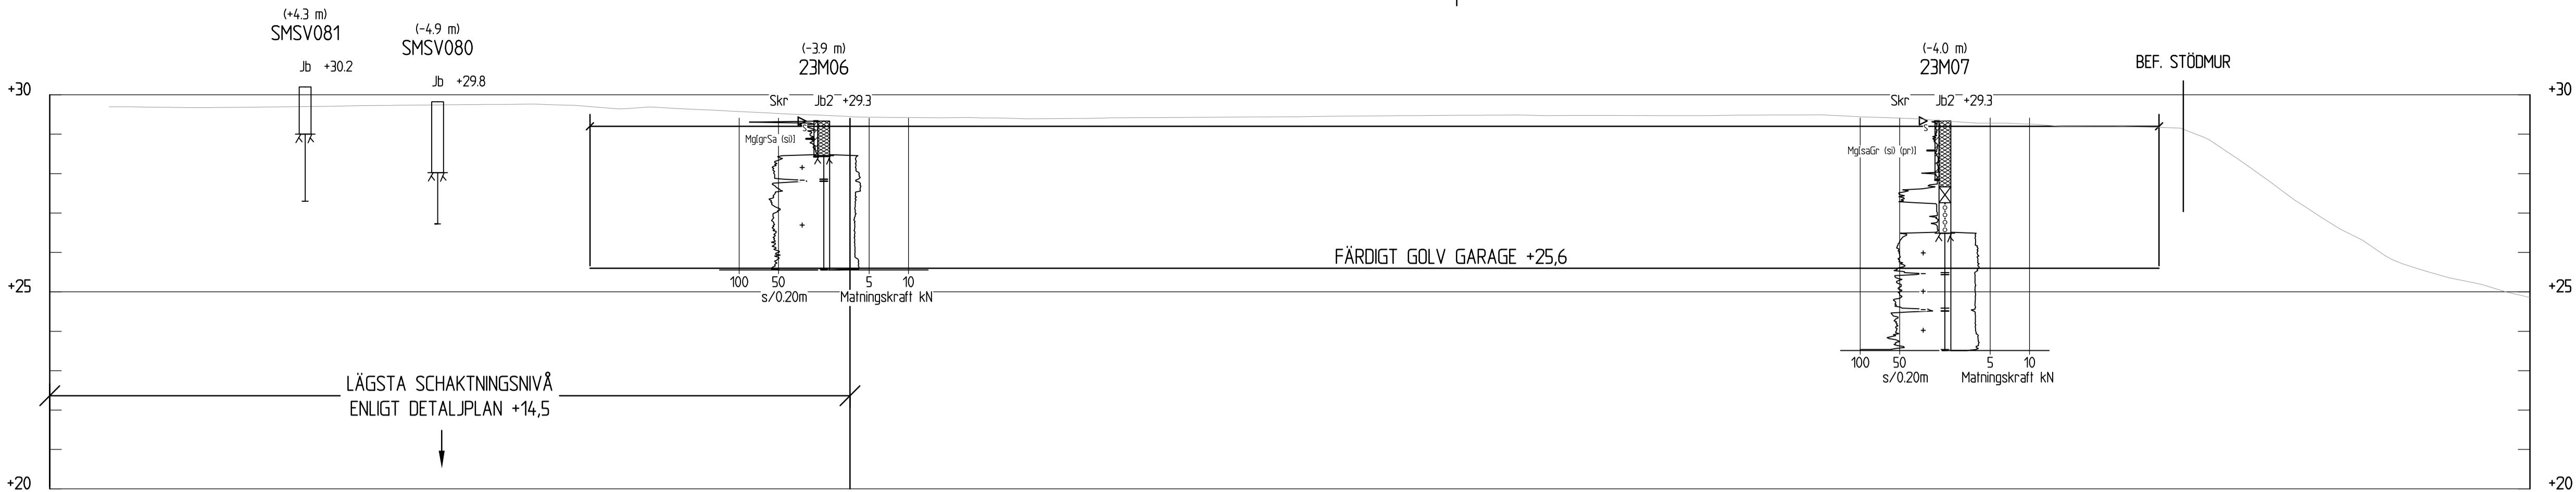 (+4.3 m)
SMSV081
Jb +30.2
(-4.9 m)
SMSV080
Jb +29.8
(-3.9 m)
23M06
Skr Jb2 +29.3
(-4.0 m)
23M07
Skr Jb2 +29.3
BEF. STÖDMUR
+30
+30
S
Mg[grSa (si)]
S
Mg[saGr (si) (pr)]
FÄRDIGT GOLV GARAGE +25,6
100 50 5 10
s/0.20m Matningskraft kN
+25
+25
100 50 5 10
s/0.20m Matningskraft kN
LÄGSTA SCHAKTNINGSNIVÅ
ENLIGT DETALJPLAN +14,5
+20
+20